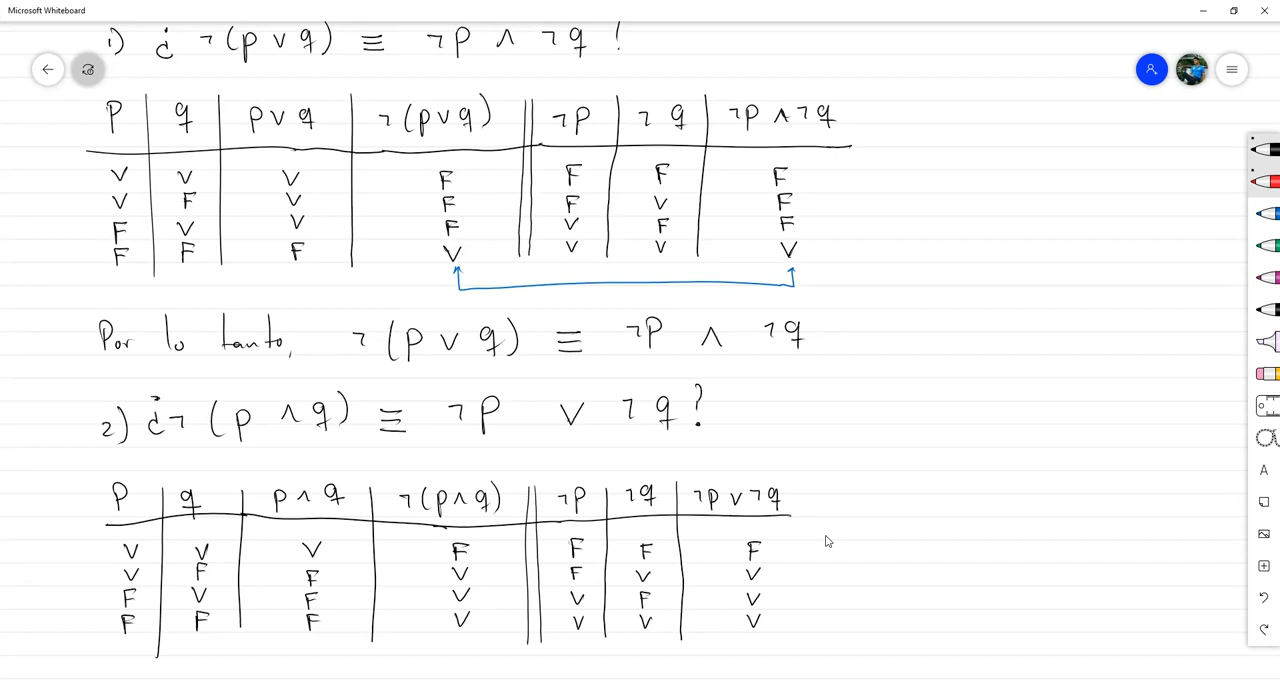 Microsoft Whiteboard
1) ¿ ¬(p ∨ q) ≡ ¬p ∧ ¬q ?
p q p ∨ q ¬(p ∨ q) ¬p ¬q ¬p ∧ ¬q
V V V F F F F
V F V F F V F
F V V F V F F
F F F V V V V
Por lo tanto, ¬(p ∨ q) ≡ ¬p ∧ ¬q
2) ¿¬(p ∧ q) ≡ ¬p ∨ ¬q?
p q p ∧ q ¬(p ∧ q) ¬p ¬q ¬p ∨ ¬q
V V V F F F F
V F F V F V V
F V F V V F V
F F F V V V V